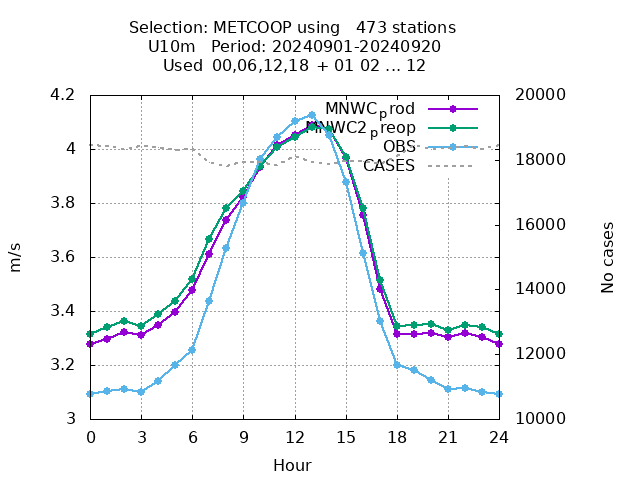 Selection: METCOOP using 473 stations
U10m Period: 20240901-20240920
Used 00,06,12,18 + 01 02 ... 12
MNWCprod
MNWC2preop
OBS
CASES
4.2
4
3.8
3.6
3.4
3.2
3
20000
18000
16000
14000
12000
10000
m/s
No cases
0 3 6 9 12 15 18 21 24
Hour